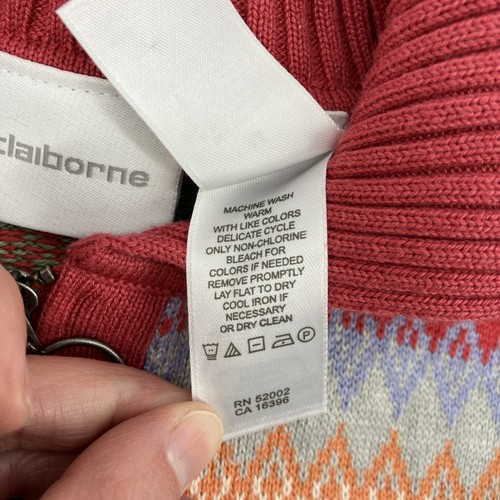 claiborne
MACHINE WASH
WARM
WITH LIKE COLORS
DELICATE CYCLE
ONLY NON-CHLORINE
BLEACH FOR
COLORS IF NEEDED
REMOVE PROMPTLY
LAY FLAT TO DRY
COOL IRON IF
NECESSARY
OR DRY CLEAN
P
RN 52002
CA 16396